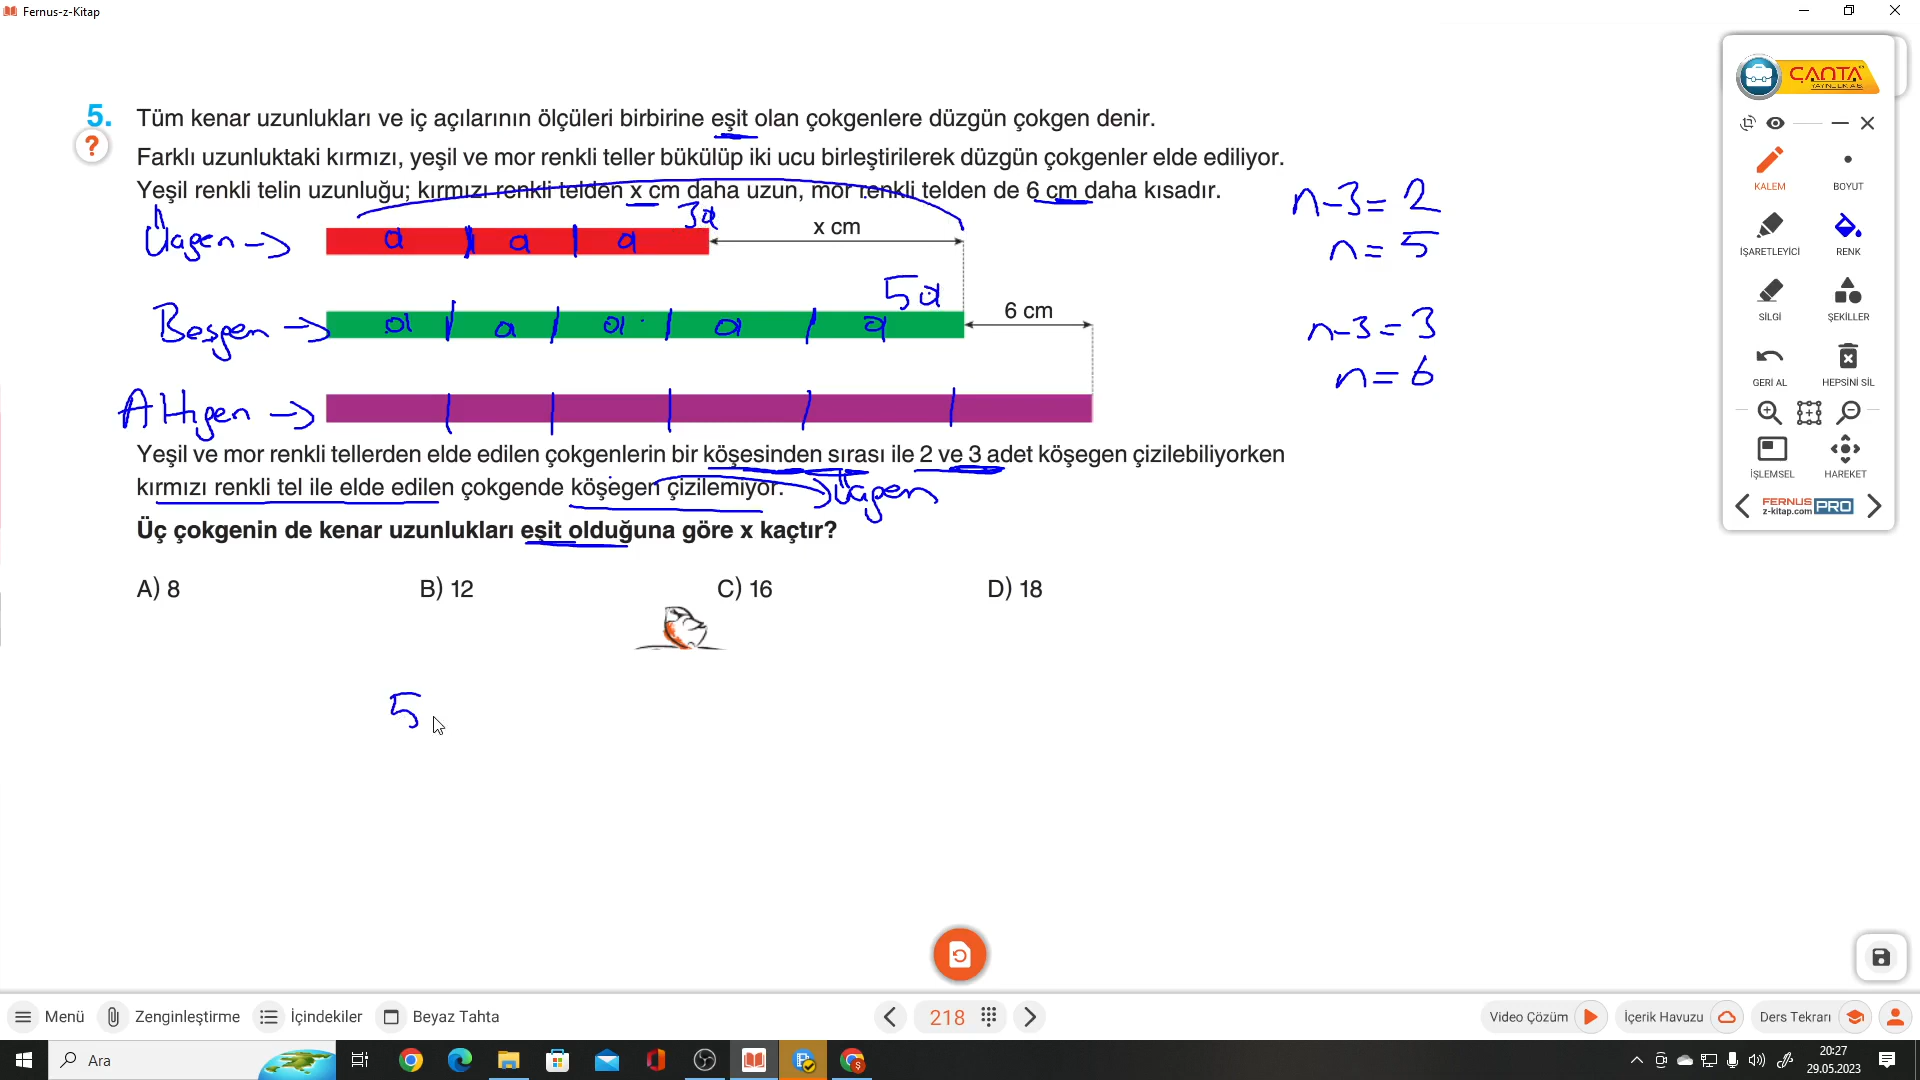 Fernus-z-Kitap
5. Tüm kenar uzunlukları ve iç açılarının ölçüleri birbirine eşit olan çokgenlere düzgün çokgen denir.
?
Farklı uzunluktaki kırmızı, yeşil ve mor renkli teller bükülüp iki ucu birleştirilerek düzgün çokgenler elde ediliyor.
Yeşil renkli telin uzunluğu; kırmızı renkli telden x cm daha uzun, mor renkli telden de 6 cm daha kısadır.
Üçgen → a a a 3a x cm
Beşgen → a a a a a 5a 6 cm
Altıgen →
n-3=2
n=5
n-3=3
n=6
Yeşil ve mor renkli tellerden elde edilen çokgenlerin bir köşesinden sırası ile 2 ve 3 adet köşegen çizilebiliyorken
kırmızı renkli tel ile elde edilen çokgende köşegen çizilemiyor. → Üçgen
Üç çokgenin de kenar uzunlukları eşit olduğuna göre x kaçtır?
A) 8 B) 12 C) 16 D) 18
5
ÇANTA
YAYINLARI
KALEM BOYUT
İŞARETLEYİCİ RENK
SİLGİ ŞEKİLLER
GERİ AL HEPSİNİ SİL
İŞLEMSEL HAREKET
FERNUS PRO
z-kitap.com
Menü Zenginleştirme İçindekiler Beyaz Tahta 218 Video Çözüm İçerik Havuzu Ders Tekrarı
Ara 20:27
29.05.2023